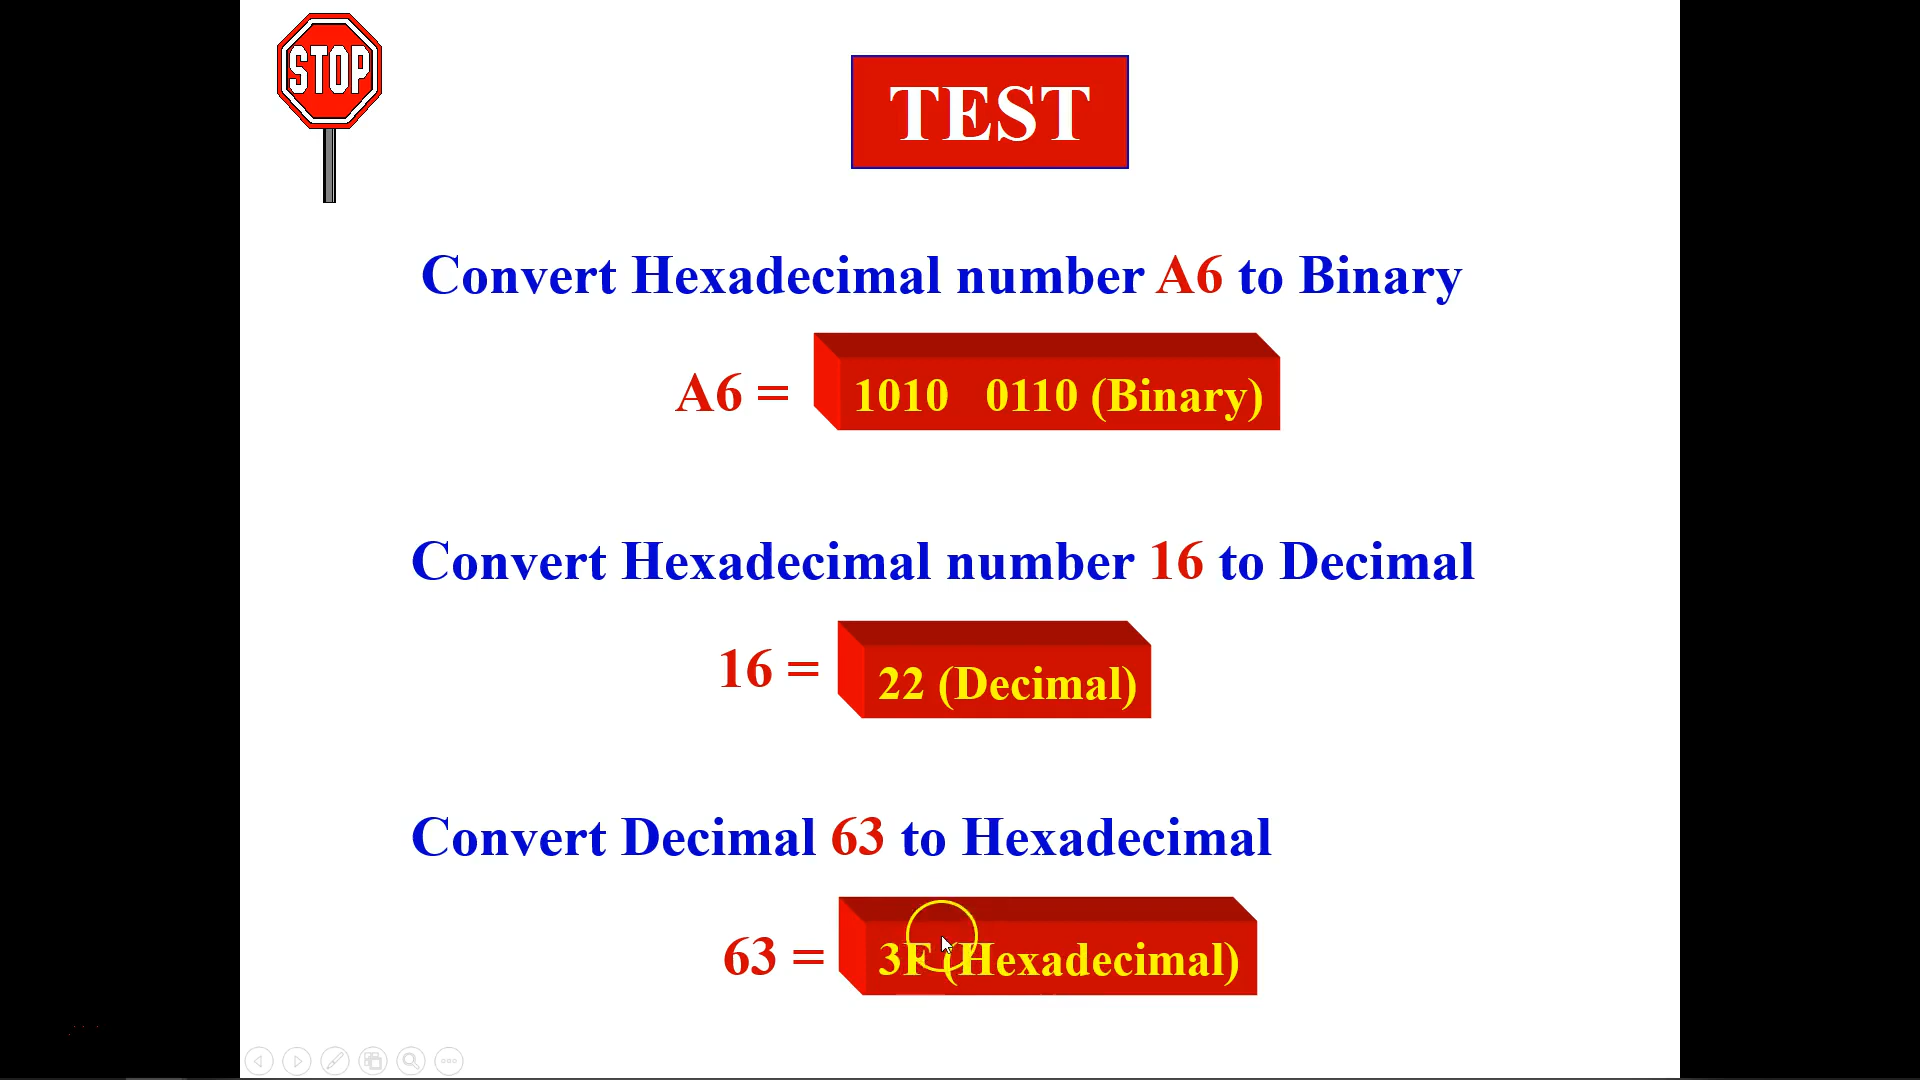 STOP
TEST
Convert Hexadecimal number A6 to Binary
A6 = 1010 0110 (Binary)
Convert Hexadecimal number 16 to Decimal
16 = 22 (Decimal)
Convert Decimal 63 to Hexadecimal
63 = 3F (Hexadecimal)